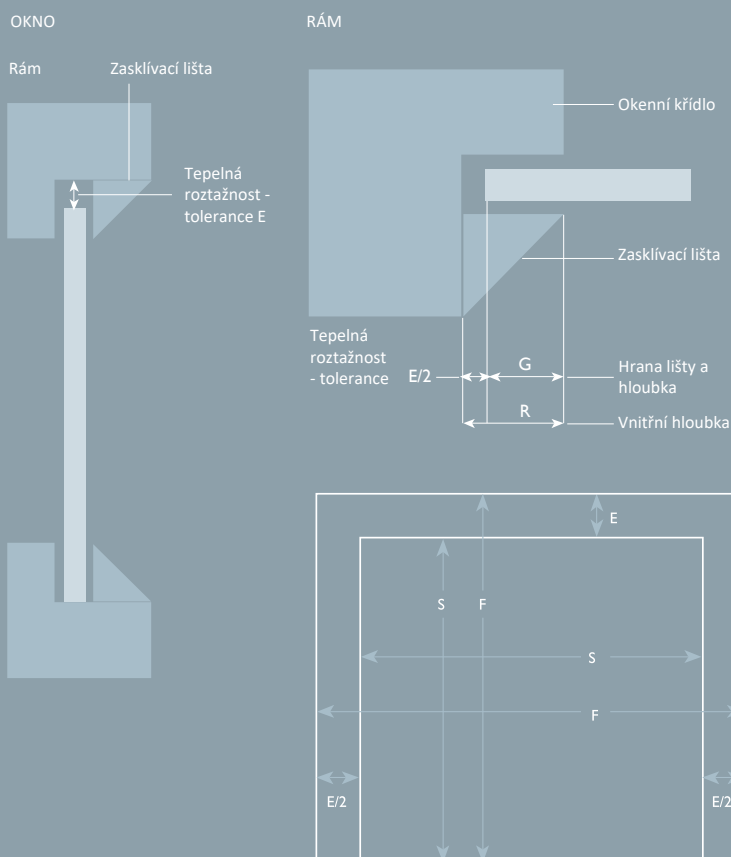 OKNO
Rám
Zasklívací lišta
Tepelná
roztažnost -
tolerance E
RÁM
Okenní křídlo
Zasklívací lišta
Tepelná
roztažnost
- tolerance
E/2
G
Hrana lišty a
hloubka
R
Vnitřní hloubka
E
S
F
S
F
E/2
E/2